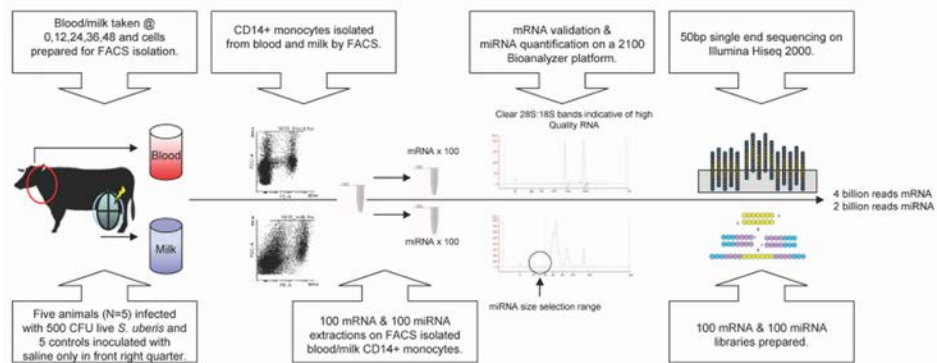 Blood/milk taken @
0,12,24,36,48 and cells
prepared for FACS isolation.
CD14+ monocytes isolated
from blood and milk by FACS.
mRNA validation &
miRNA quantification on a 2100
Bioanalyzer platform.
50bp single end sequencing on
Illumina Hiseq 2000.
Clear 28S:18S bands indicative of high
Quality RNA
Blood
mRNA x 100
4 billion reads mRNA
2 billion reads miRNA
Milk
miRNA x 100
miRNA size selection range
Five animals (N=5) infected
with 500 CFU live S. uberis and
5 controls inoculated with
saline only in front right quarter.
100 mRNA & 100 miRNA
extractions on FACS isolated
blood/milk CD14+ monocytes.
100 mRNA & 100 miRNA
libraries prepared.